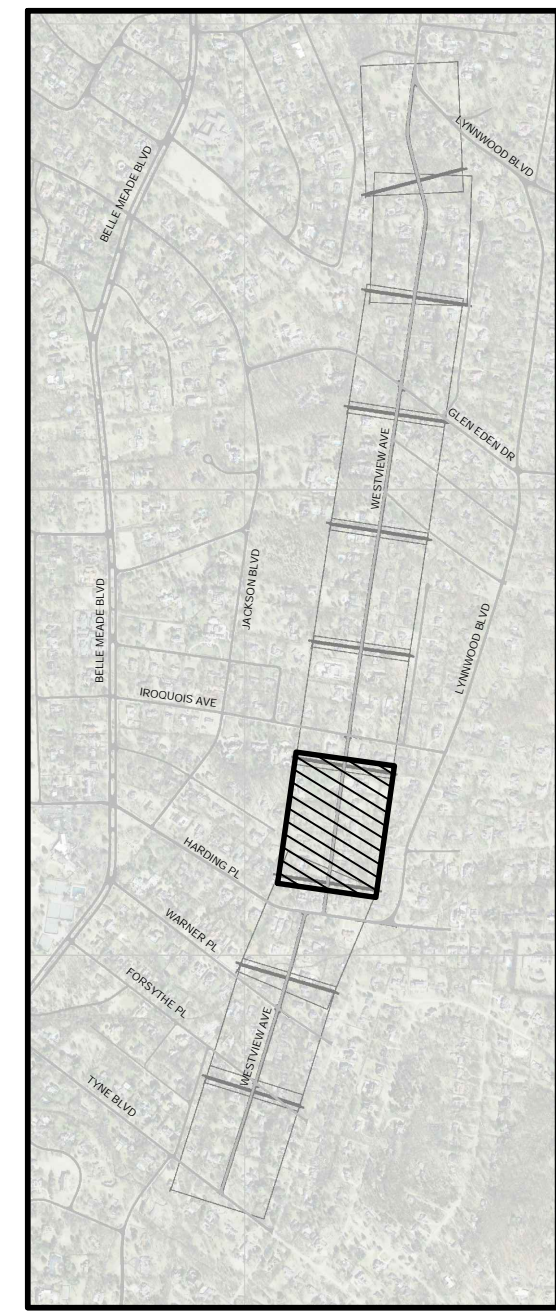 LYNNWOOD BLVD
BELLE MEADE BLVD
GLEN EDEN DR
WESTVIEW AVE
JACKSON BLVD
BELLE MEADE BLVD
LYNNWOOD BLVD
IROQUOIS AVE
HARDING PL
WARNER PL
FORSYTHE PL
WESTVIEW AVE
TYNE BLVD